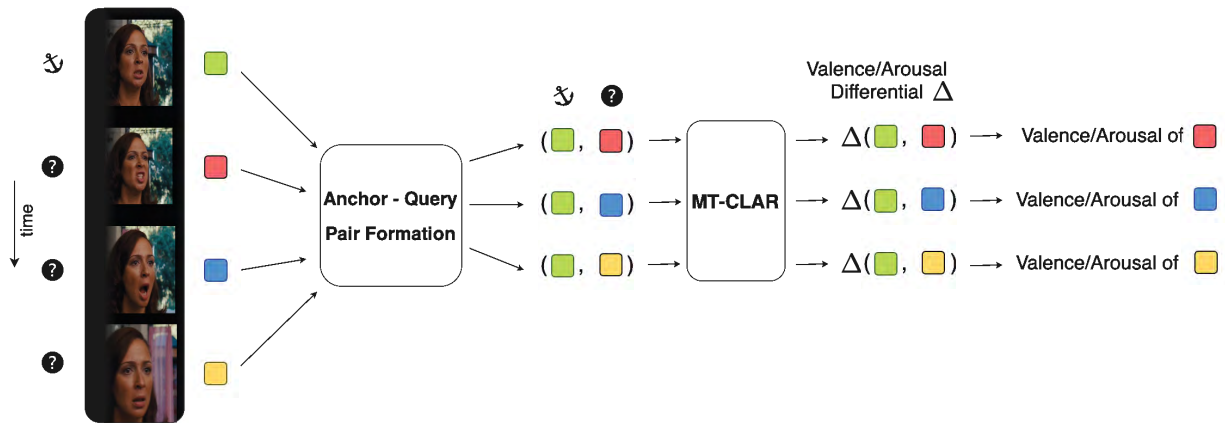 time
?
?
?
Anchor - Query
Pair Formation
?
( , )
( , )
( , )
MT-CLAR
Valence/Arousal
Differential Δ
Δ( , )
Δ( , )
Δ( , )
Valence/Arousal of
Valence/Arousal of
Valence/Arousal of